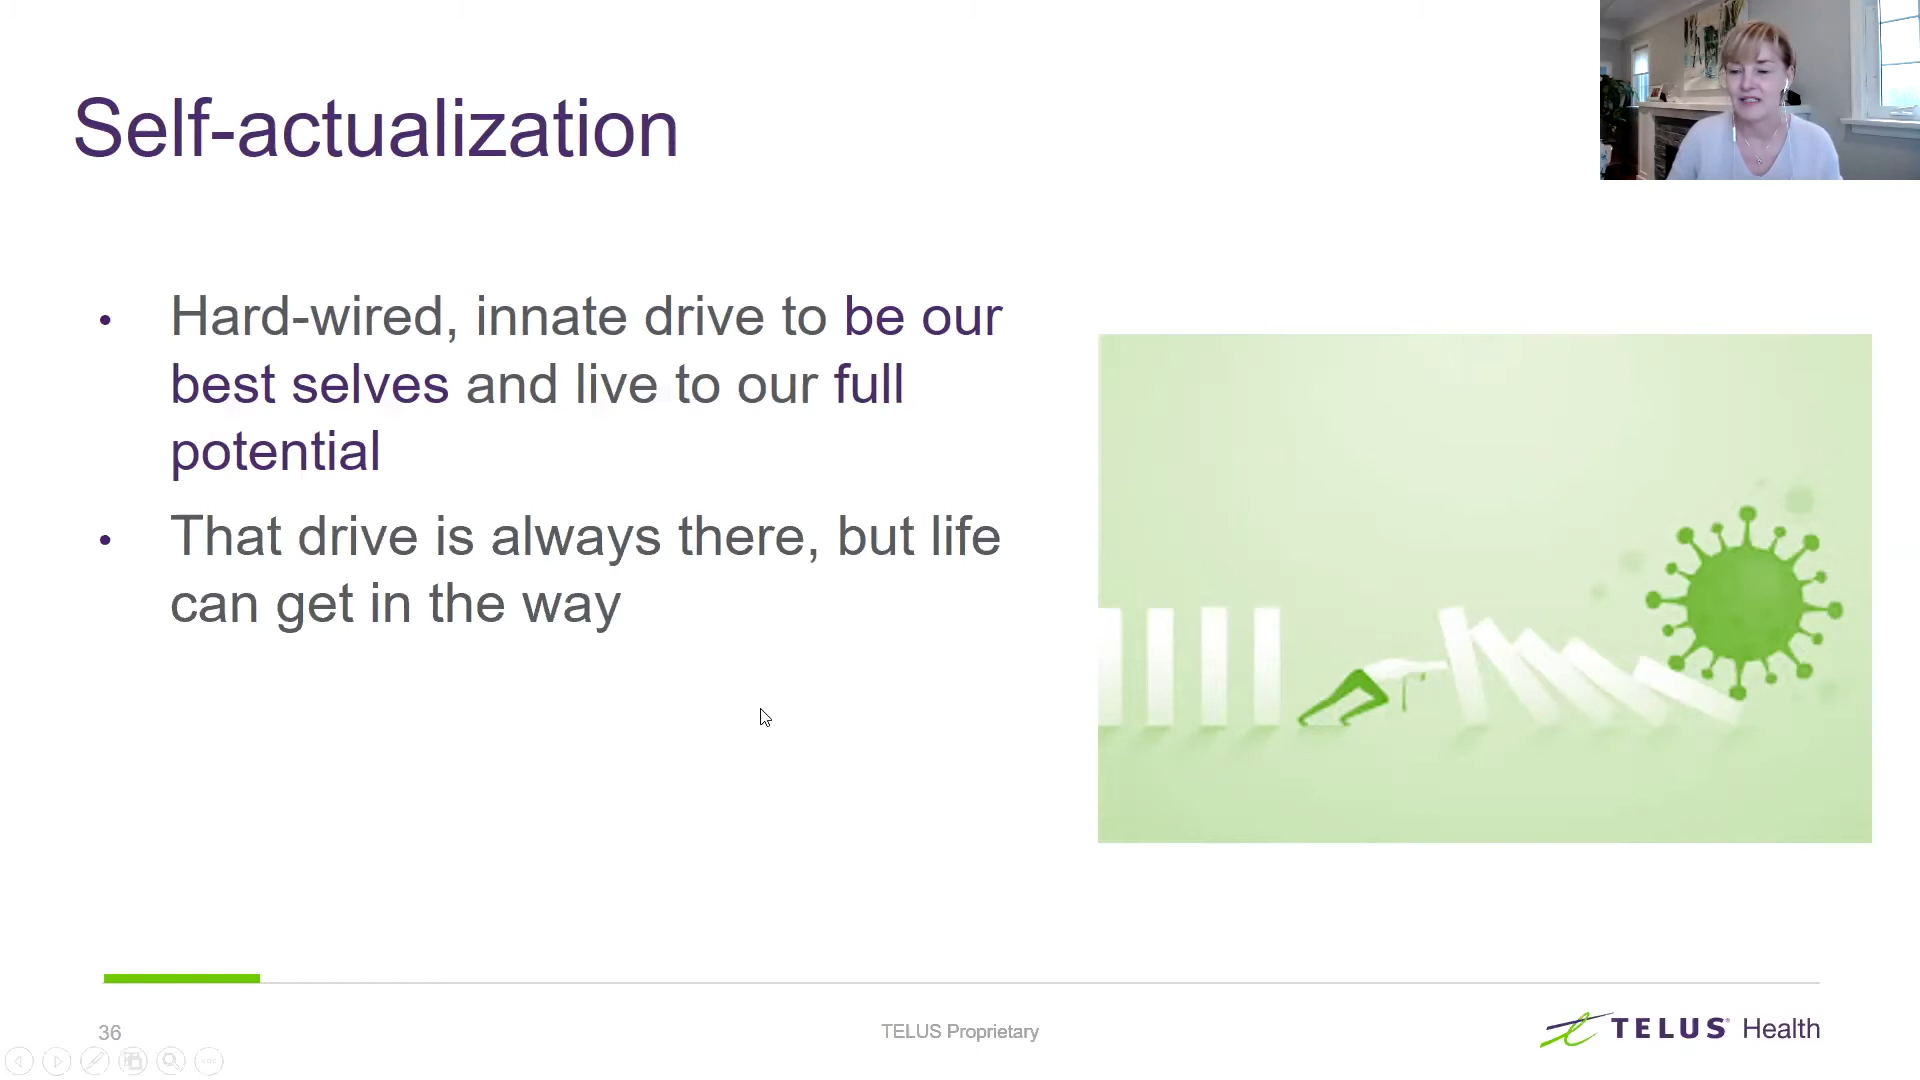 Self-actualization
• Hard-wired, innate drive to be our
best selves and live to our full
potential
• That drive is always there, but life
can get in the way
36
TELUS Proprietary
TELUS® Health